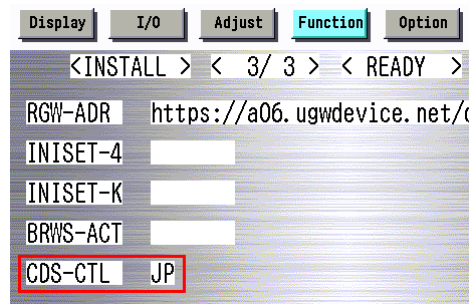 Display I/O Adjust Function Option
<INSTALL > < 3/ 3 > < READY >
RGW-ADR https://a06.ugwdevice.net/
INISET-4
INISET-K
BRWS-ACT
CDS-CTL JP